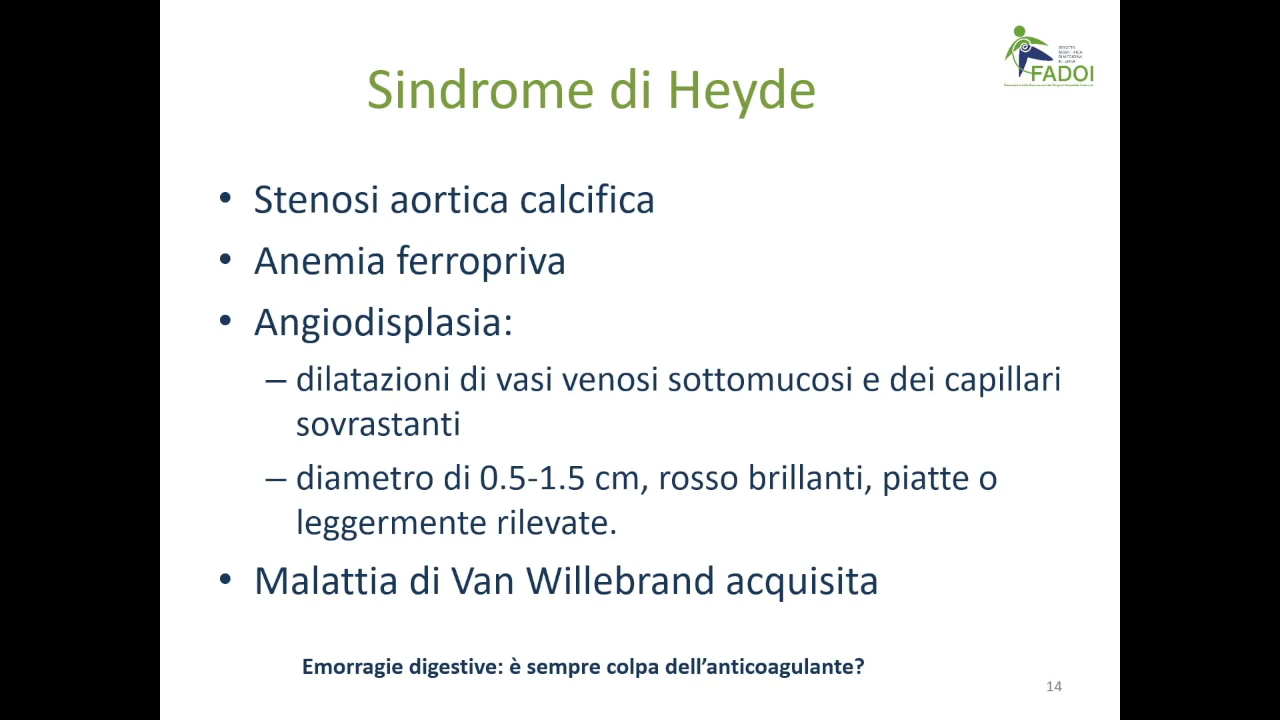 Sindrome di Heyde
FADOI
• Stenosi aortica calcifica
• Anemia ferropriva
• Angiodisplasia:
– dilatazioni di vasi venosi sottomucosi e dei capillari
sovrastanti
– diametro di 0.5-1.5 cm, rosso brillanti, piatte o
leggermente rilevate.
• Malattia di Van Willebrand acquisita
Emorragie digestive: è sempre colpa dell’anticoagulante?
14